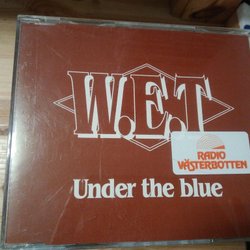 W.E.T
RADIO
VÄSTERBOTTEN
Under the blue